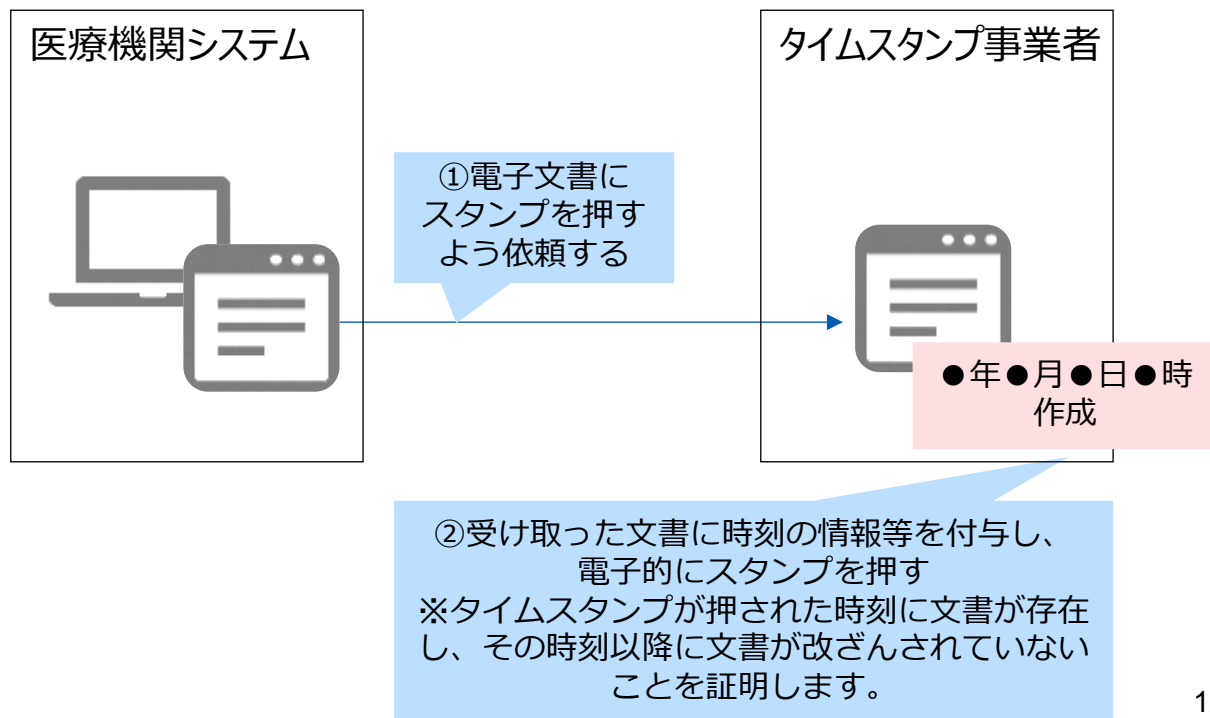 医療機関システム
タイムスタンプ事業者
①電子文書に
スタンプを押す
よう依頼する
●年●月●日●時
作成
②受け取った文書に時刻の情報等を付与し、
電子的にスタンプを押す
※タイムスタンプが押された時刻に文書が存在
し、その時刻以降に文書が改ざんされていない
ことを証明します。
1